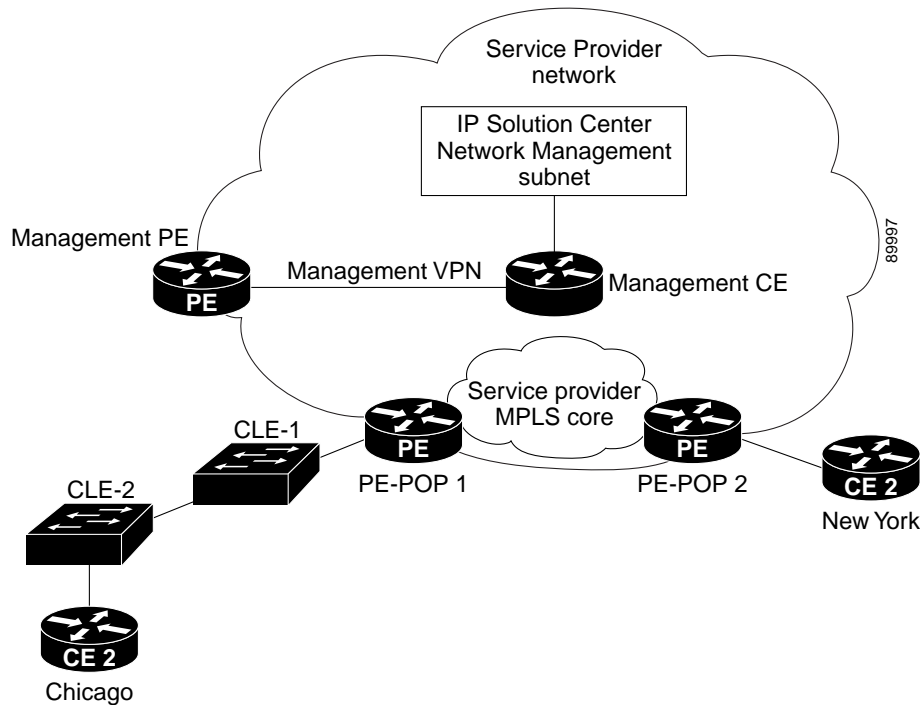 Service Provider
network
IP Solution Center
Network Management
subnet
89997
Management PE
PE
Management VPN
Management CE
Service provider
MPLS core
CLE-1
PE
PE
CLE-2
PE-POP 1
PE-POP 2
CE 2
New York
CE 2
Chicago